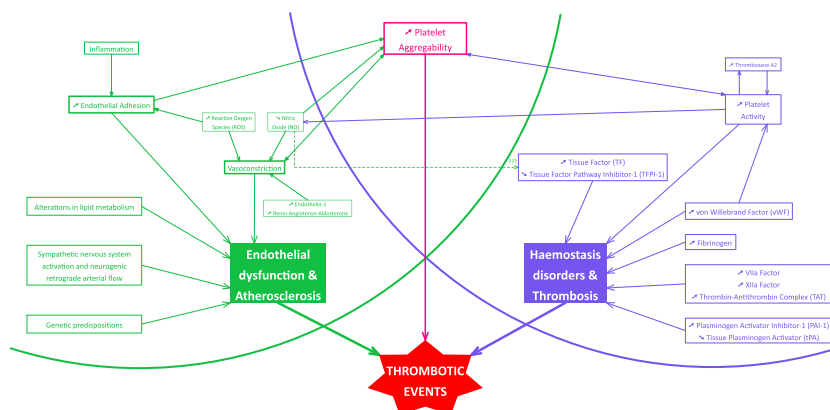 ↗ Platelet
Aggregability
Inflammation
↗ Thromboxane A2
↗ Endothelial Adhesion
↗ Reactive Oxygen
Species (ROS)
↘ Nitric
Oxide (NO)
↗ Platelet
Activity
???
Vasoconstriction
↗ Tissue Factor (TF)
↘ Tissue Factor Pathway Inhibitor-1 (TFPI-1)
↗ Endothelin-1
↗ Renin-Angiotensn-Aldosterone
Alterations in lipid metabolism
↗ von Willebrand Factor (vWF)
↗ Fibrinogen
Sympathetic nervous system
activation and neurogenic
retrograde arterial flow
Endothelial
dysfunction &
Atherosclerosis
Haemostasis
disorders &
Thrombosis
↗ VIIa Factor
↗ XIIa Factor
↗ Thrombin-Antithrombin Complex (TAT)
Genetic predispositions
↗ Plasminogen Activator Inhibitor-1 (PAI-1)
↘ Tissue Plasminogen Activator (tPA)
THROMBOTIC
EVENTS